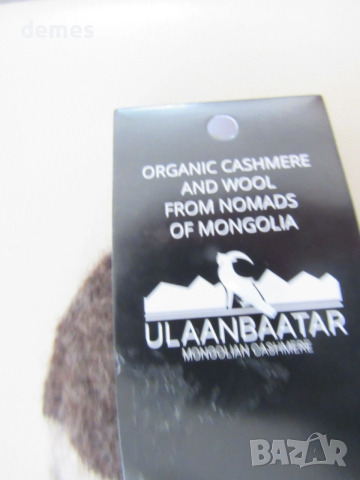 demes
ORGANIC CASHMERE
AND WOOL
FROM NOMADS
OF MONGOLIA
ULAANBAATAR
MONGOLIAN CASHMERE
BAZAR